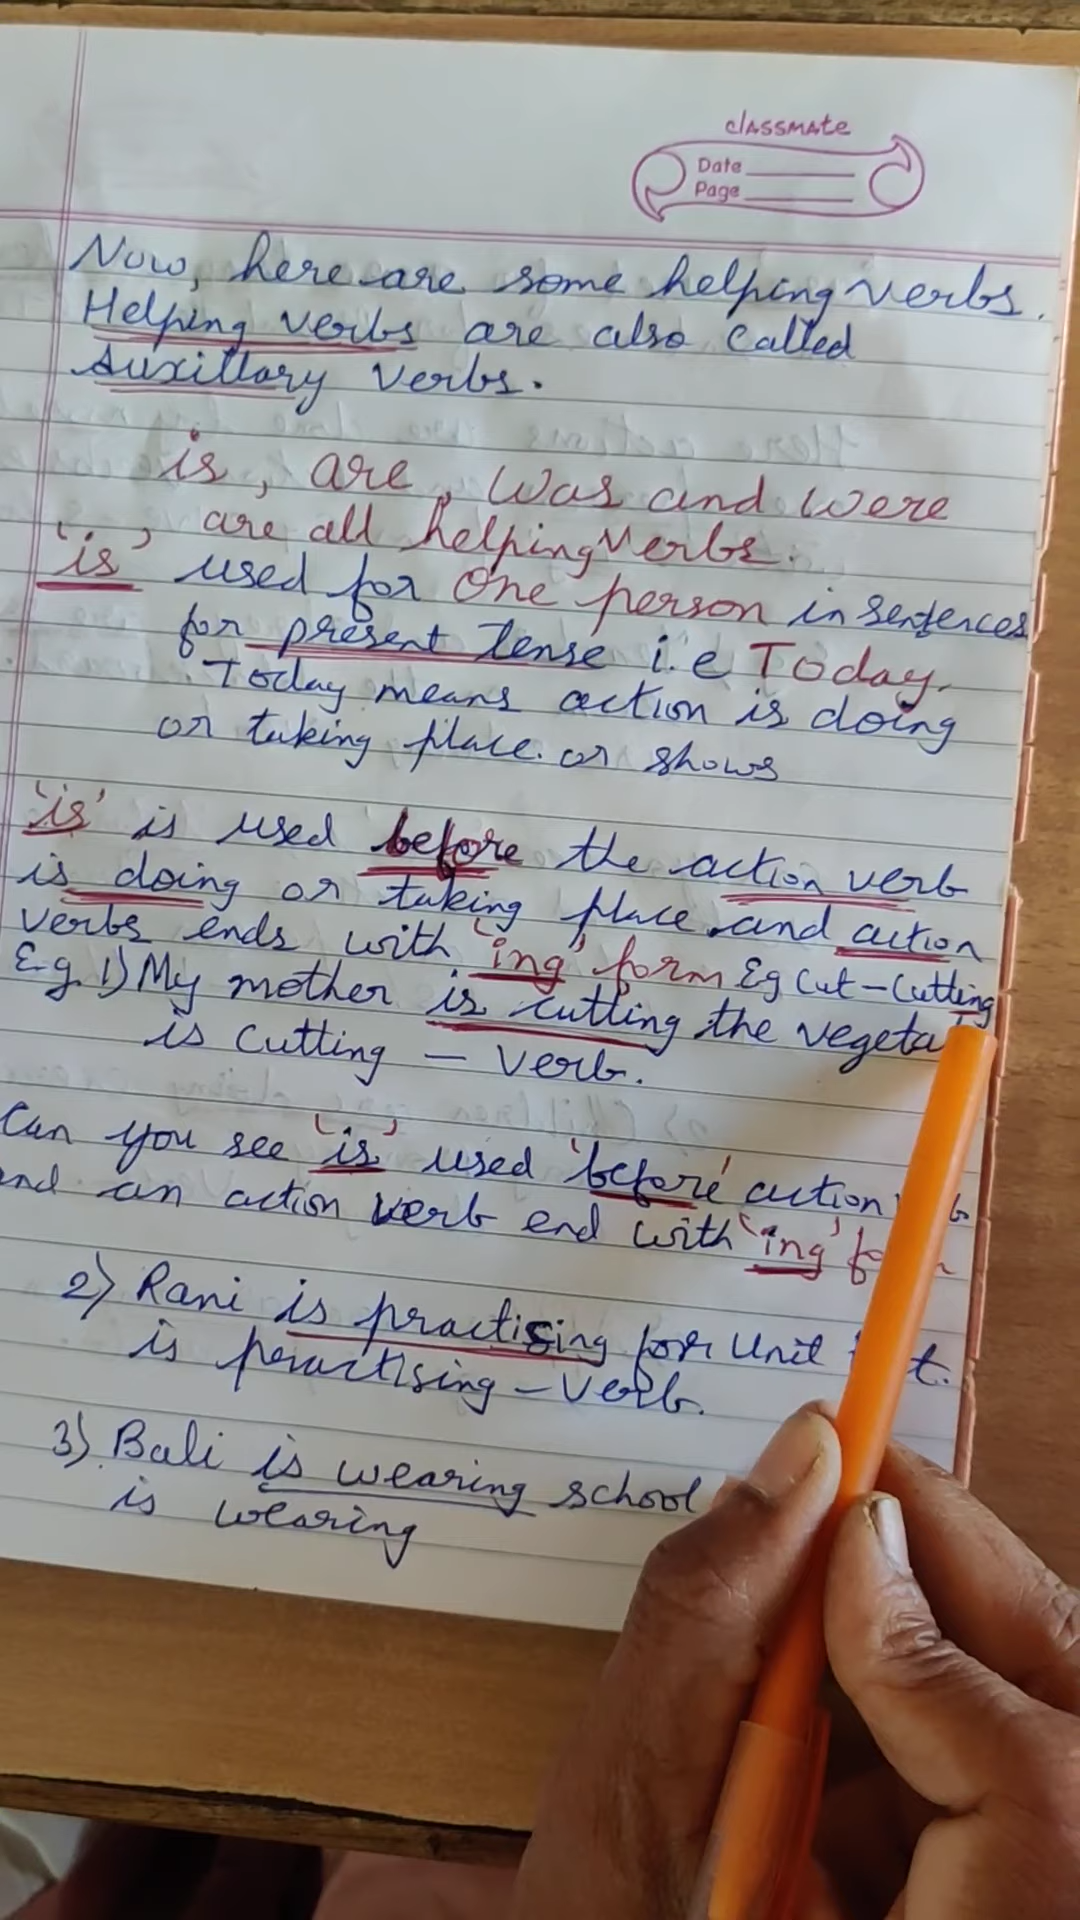 classmate
Date
Page
Now, here are some helping verbs.
Helping verbs are also called
Auxillary verbs.
is, are, was and were
are all helping verbs.
'is' used for One person in sentences
for present tense i.e Today.
Today means action is doing
or taking place. or shows
'is' is used before the action verb
is doing or taking place and action
verbs ends with 'ing' form Eg Cut - Cutting
E.g. 1) My mother is cutting the
is cutting - verb.
Can you see 'is' used 'before' action
and an action verb end with 'ing'
2) Rani is practising for Unit
is practising - Verb.
3) Bali is wearing school
is wearing